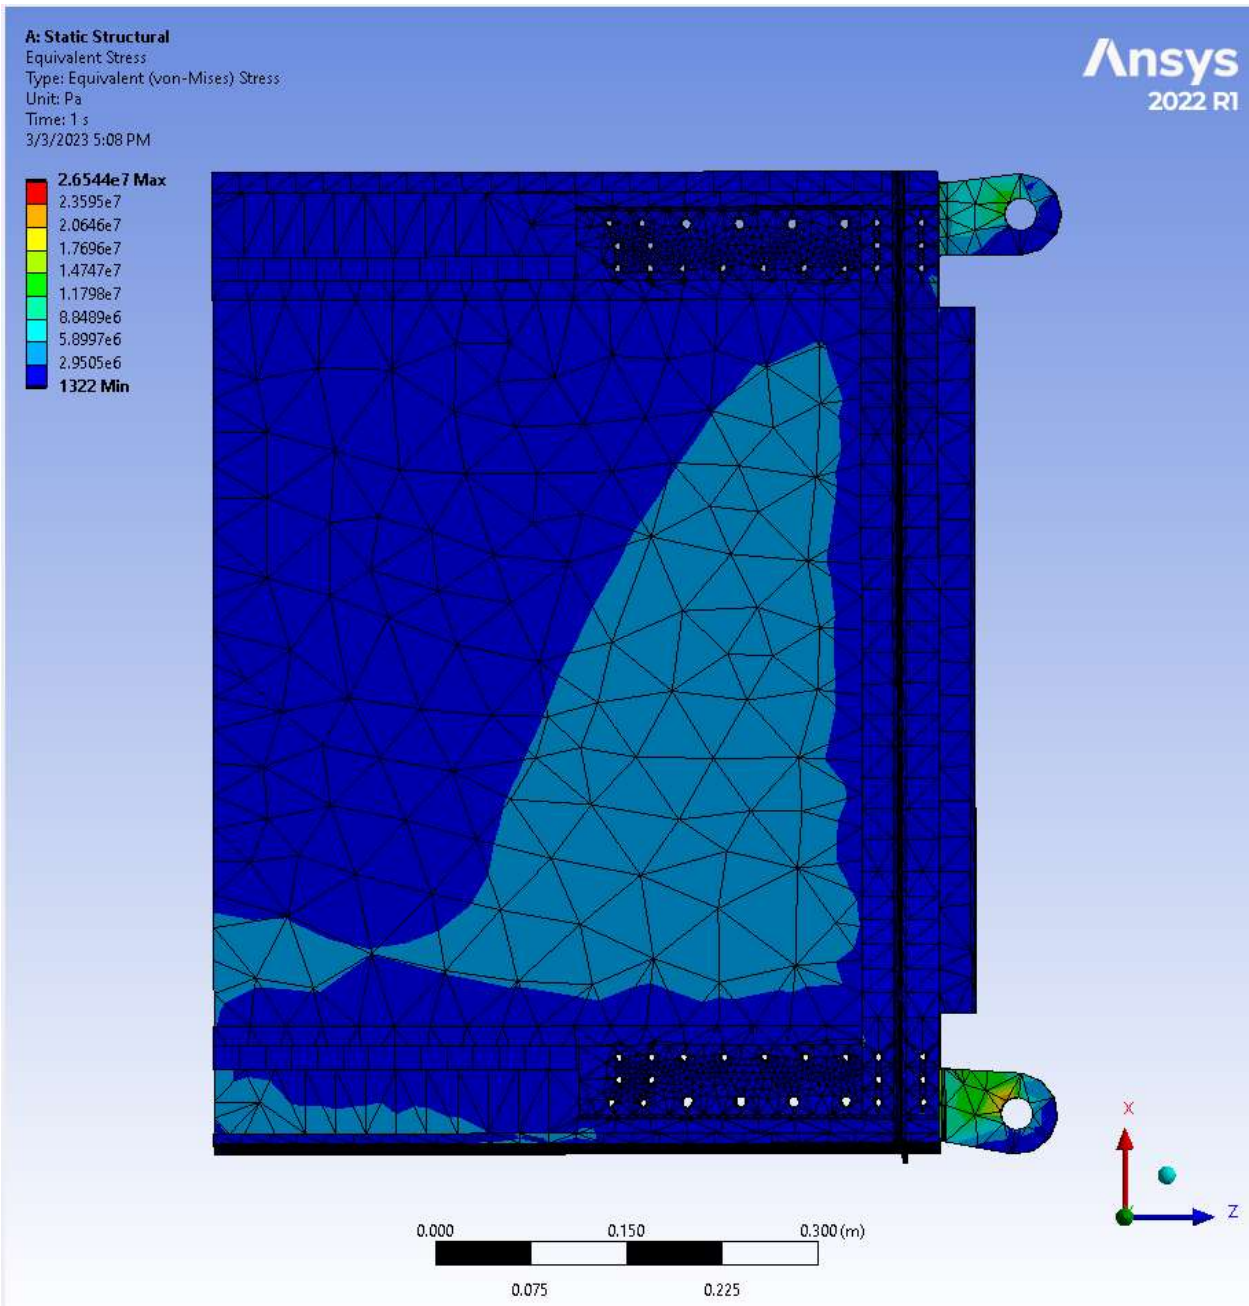 A: Static Structural
Equivalent Stress
Type: Equivalent (von-Mises) Stress
Unit: Pa
Time: 1 s
3/3/2023 5:08 PM
Ansys
2022 R1
2.6544e7 Max
2.3595e7
2.0646e7
1.7696e7
1.4747e7
1.1798e7
8.8489e6
5.8997e6
2.9505e6
1322 Min
X
Z
0.000 0.150 0.300 (m)
0.075 0.225